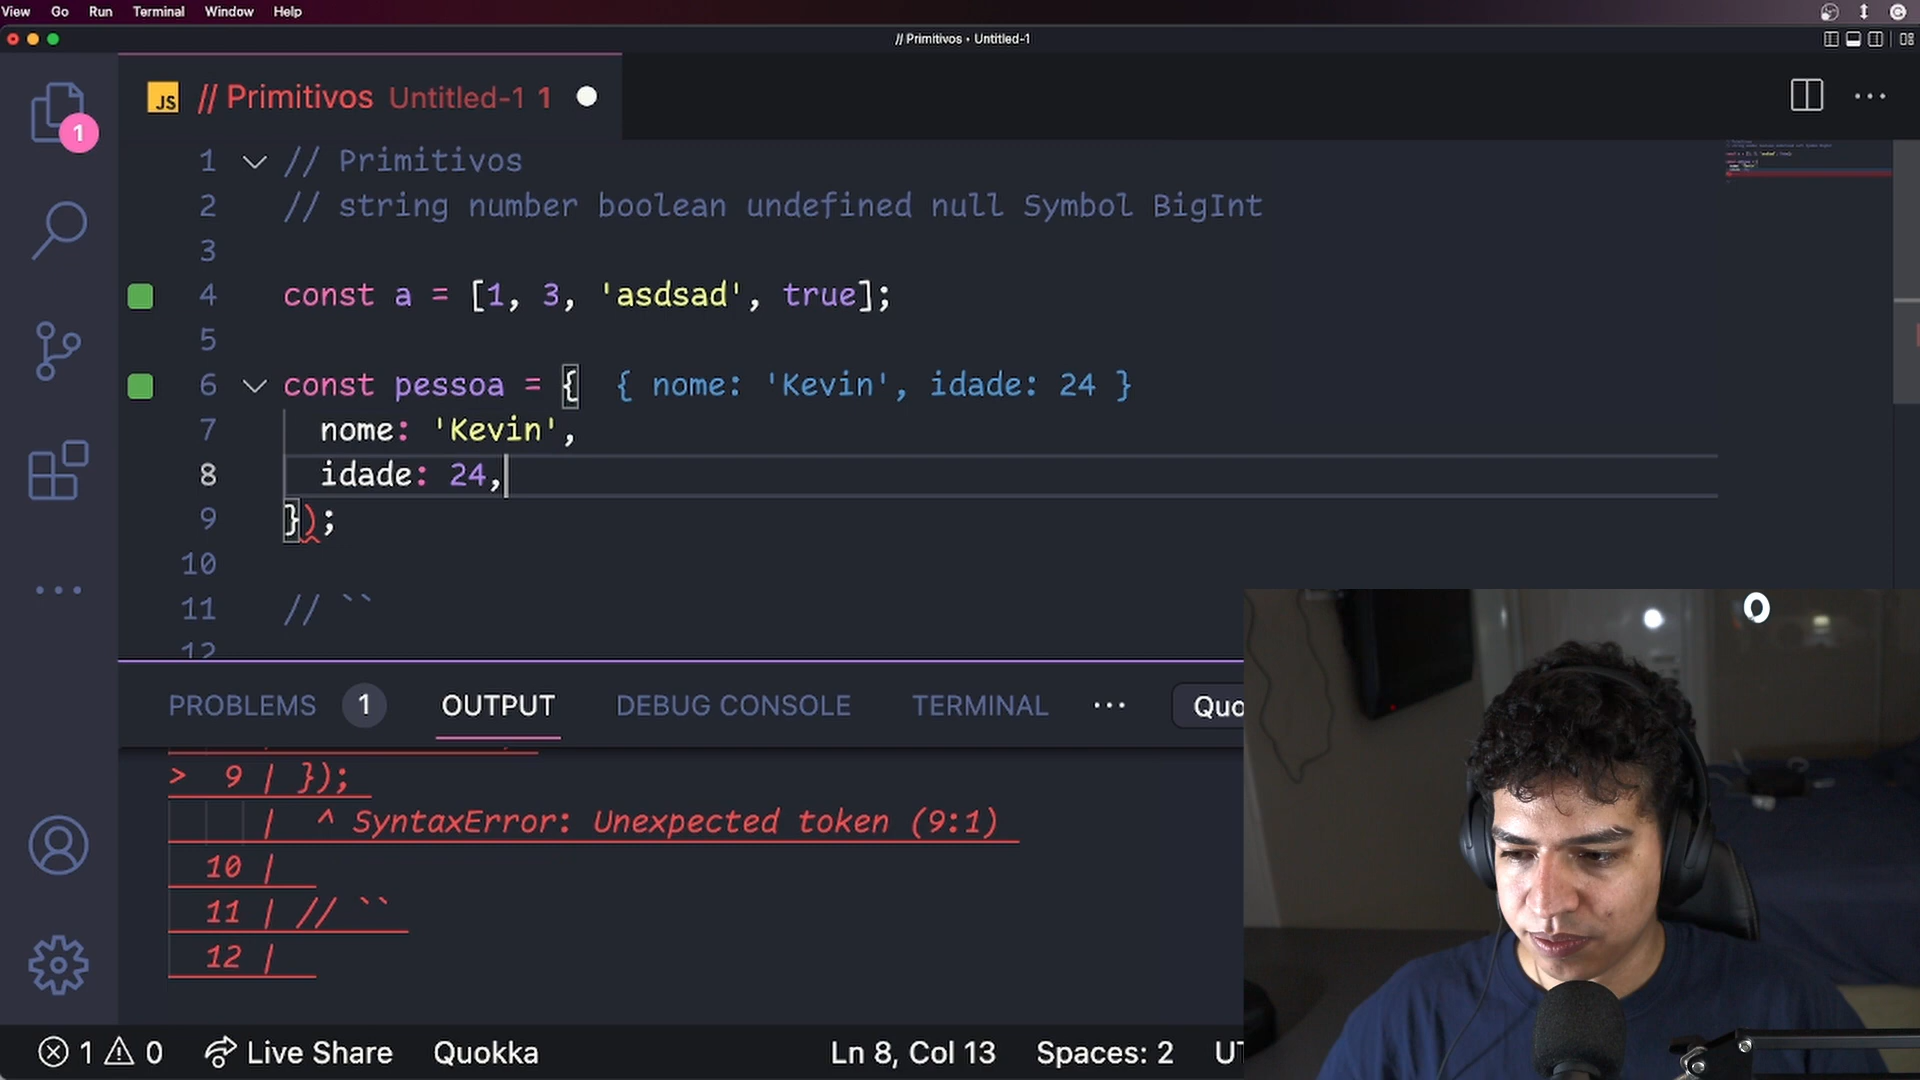 View Go Run Terminal Window Help
// Primitivos • Untitled-1
JS // Primitivos Untitled-1 1
1
1 // Primitivos
2 // string number boolean undefined null Symbol BigInt
3
4 const a = [1, 3, 'asdsad', true];
5
6 const pessoa = { { nome: 'Kevin', idade: 24 }
7 nome: 'Kevin',
8 idade: 24,
9 });
10
11 // ``
12
PROBLEMS 1 OUTPUT DEBUG CONSOLE TERMINAL ··· Quo
> 9 | });
| ^ SyntaxError: Unexpected token (9:1)
10 |
11 | // ``
12 |
1 0 Live Share Quokka Ln 8, Col 13 Spaces: 2 UT